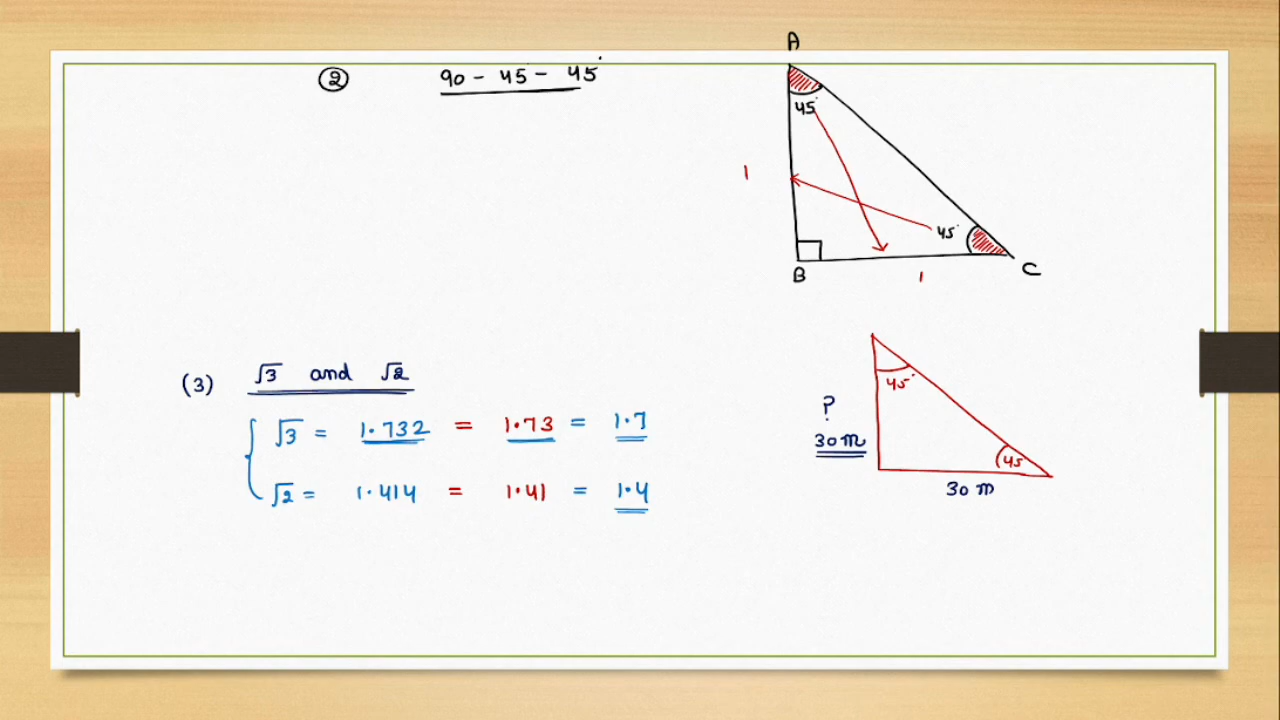 A
② 90 - 45 - 45°
45°
1
45°
B
1
C
(3) √3 and √2
√3 = 1.732 = 1.73 = 1.7
√2 = 1.414 = 1.41 = 1.4
45°
?
30m
45
30 m